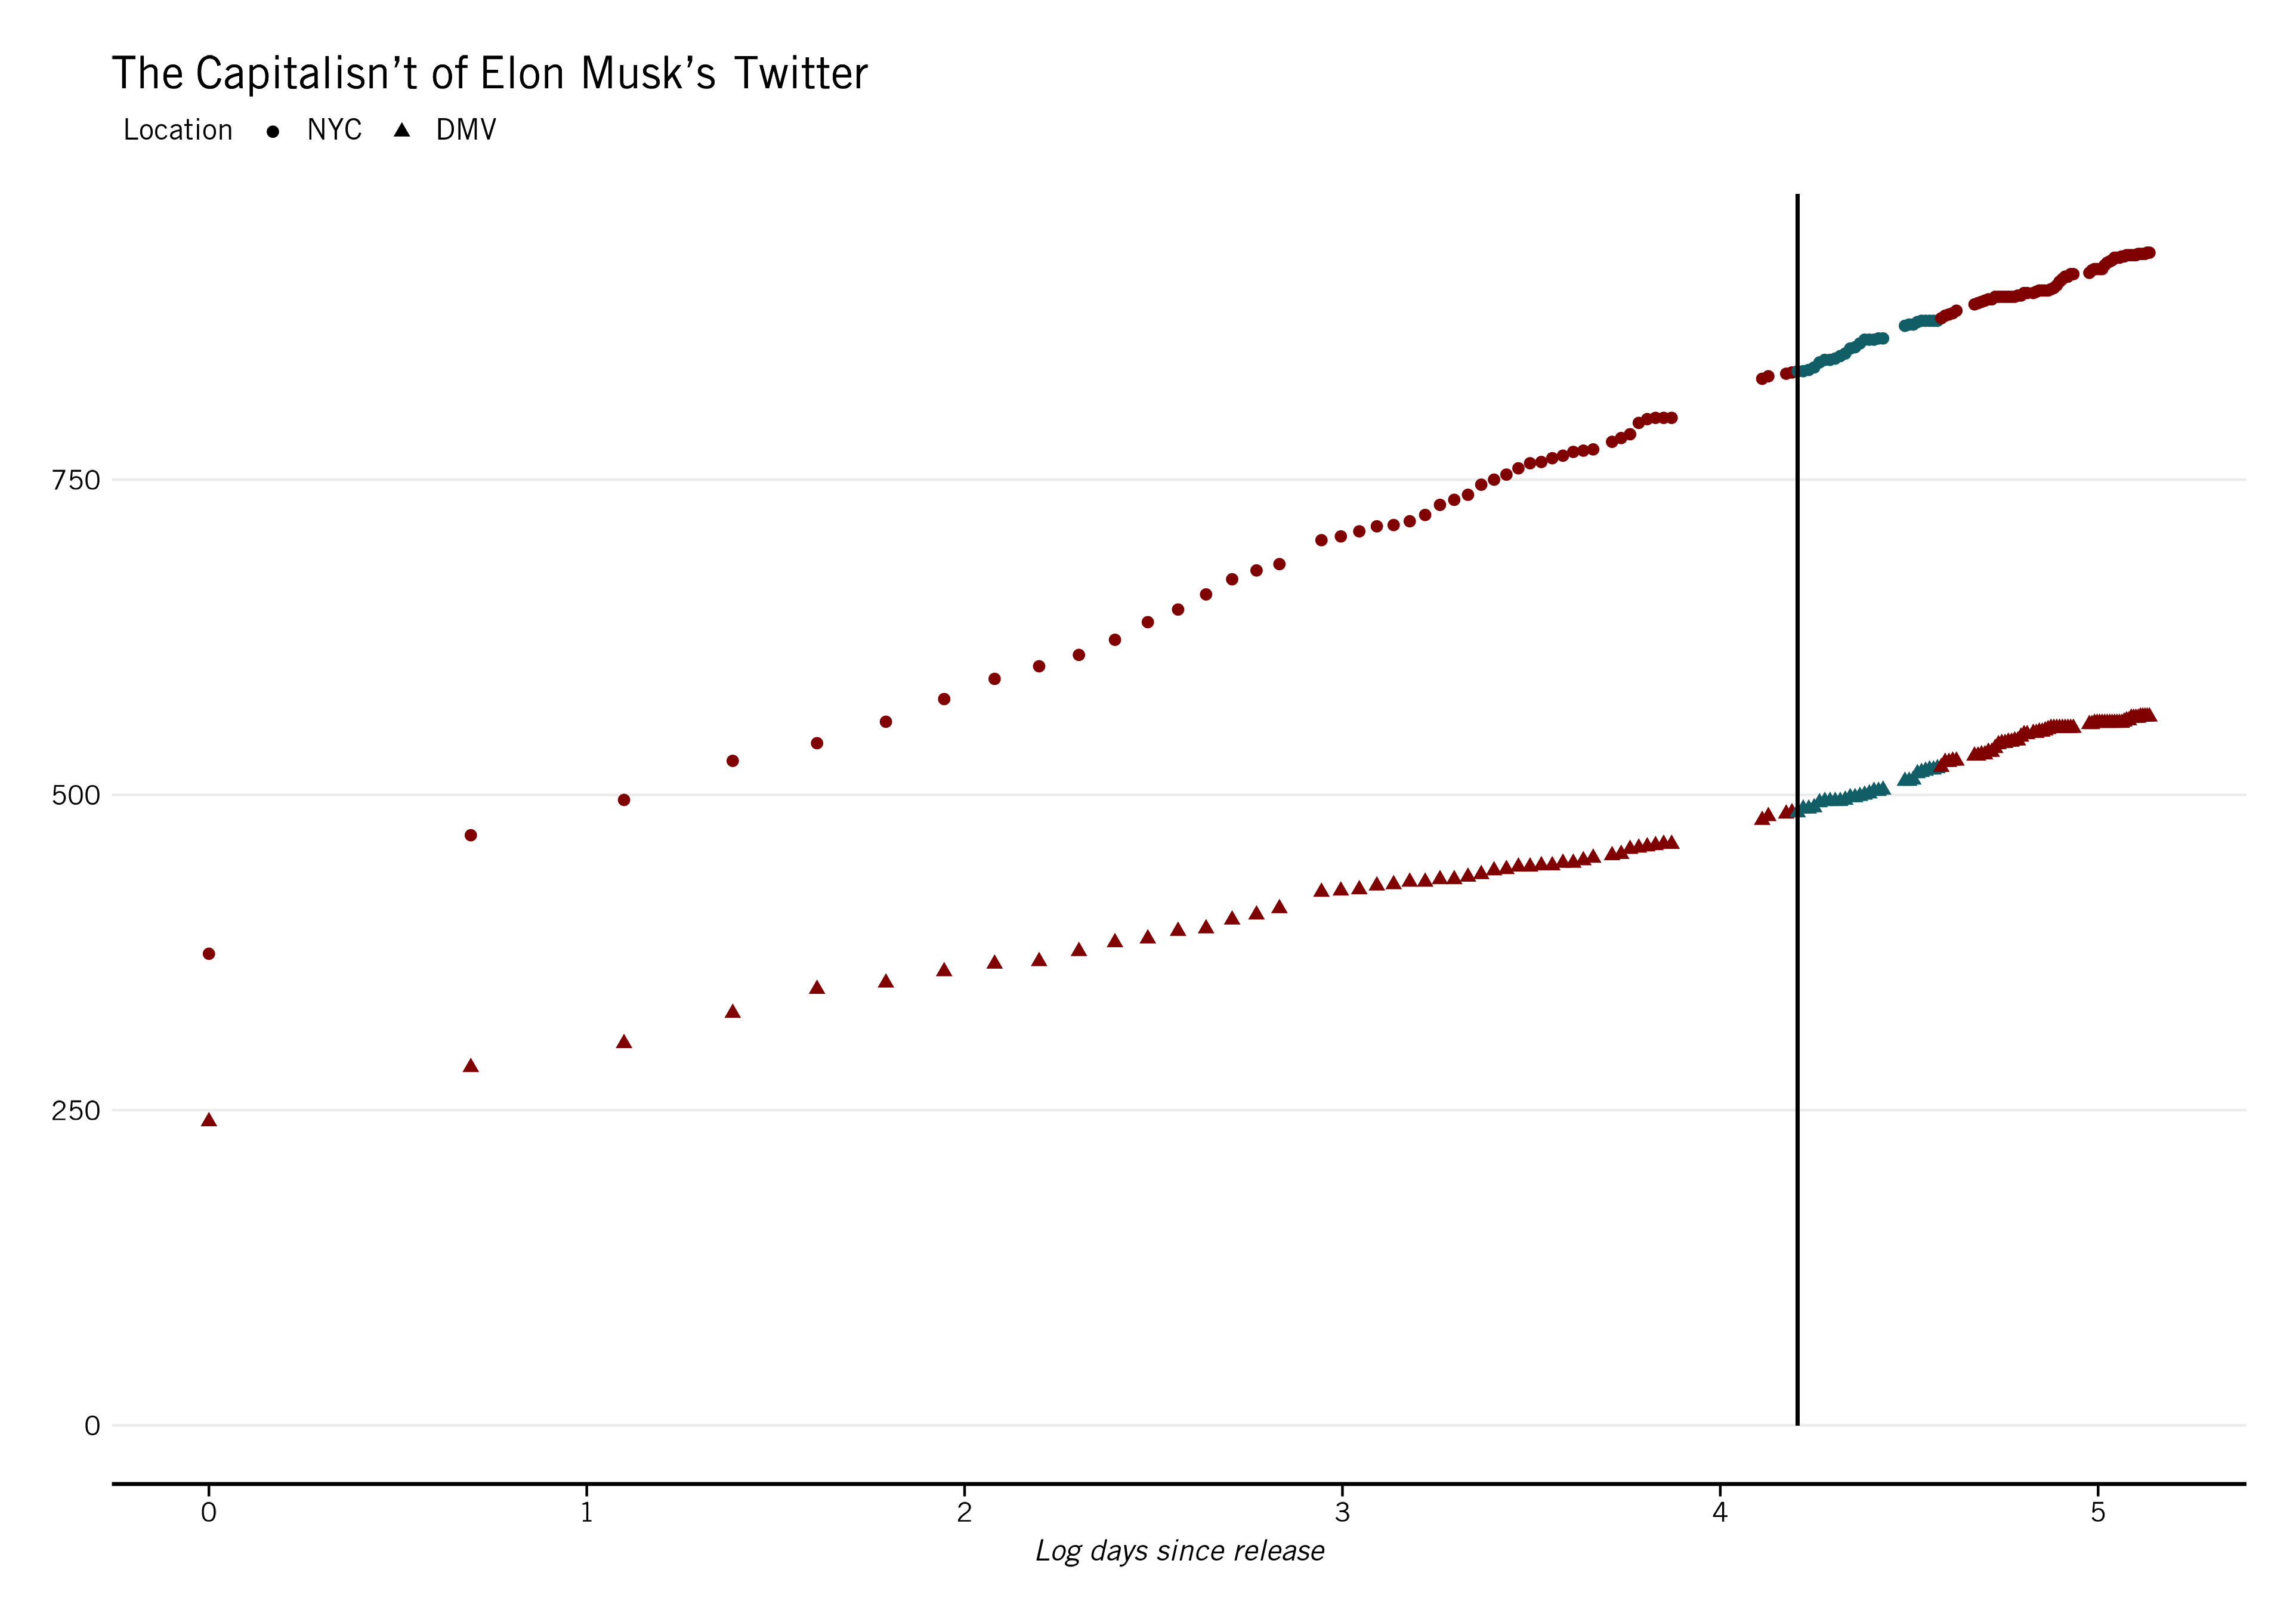 The Capitalisn’t of Elon Musk’s Twitter
Location NYC DMV
750
500
250
0
0 1 2 3 4 5
Log days since release